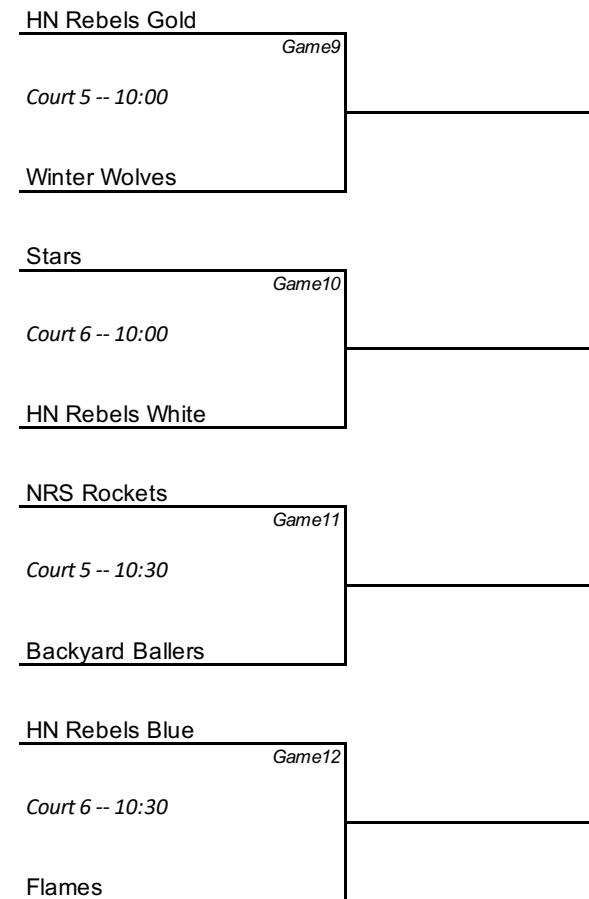 HN Rebels Gold
Game9
Court 5 -- 10:00
Winter Wolves
Stars
Game10
Court 6 -- 10:00
HN Rebels White
NRS Rockets
Game11
Court 5 -- 10:30
Backyard Ballers
HN Rebels Blue
Game12
Court 6 -- 10:30
Flames